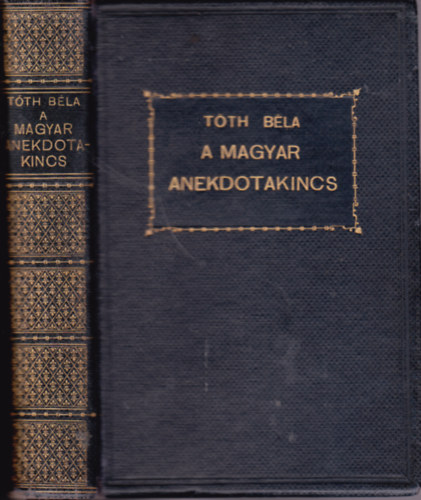 TÓTH BÉLA
A
MAGYAR
ANEKDOTA-
KINCS
TÓTH BÉLA
A MAGYAR
ANEKDOTAKINCS